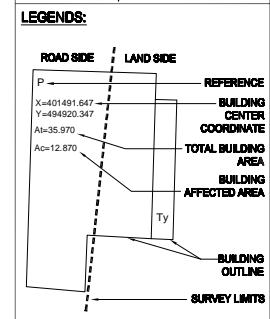 LEGENDS:
ROAD SIDE
LAND SIDE
P
REFERENCE
X=401491.647
Y=494920.347
BUILDING
CENTER
COORDINATE
At=35.970
TOTAL BUILDING
AREA
Ac=12.870
BUILDING
AFFECTED AREA
Ty
BUILDING
OUTLINE
SURVEY LIMITS